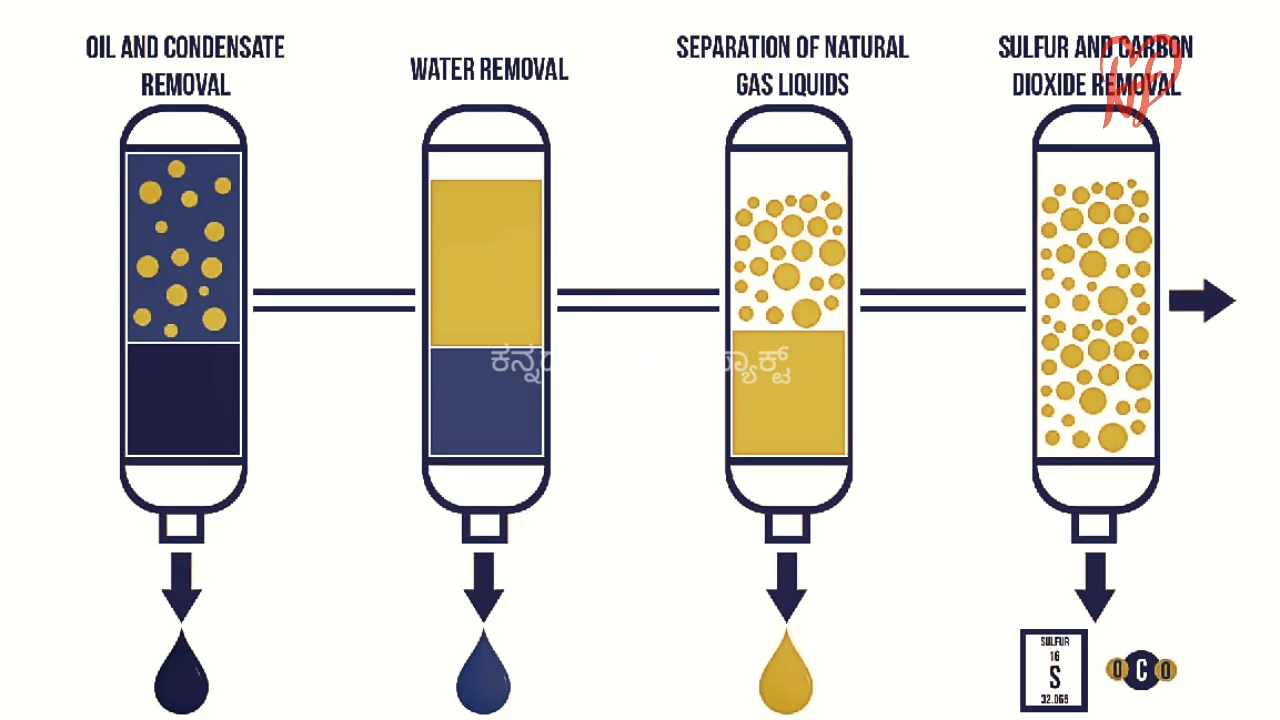 OIL AND CONDENSATE
REMOVAL
WATER REMOVAL
SEPARATION OF NATURAL
GAS LIQUIDS
SULFUR AND CARBON
DIOXIDE REMOVAL
SULFUR
16
S
32.065
O C O